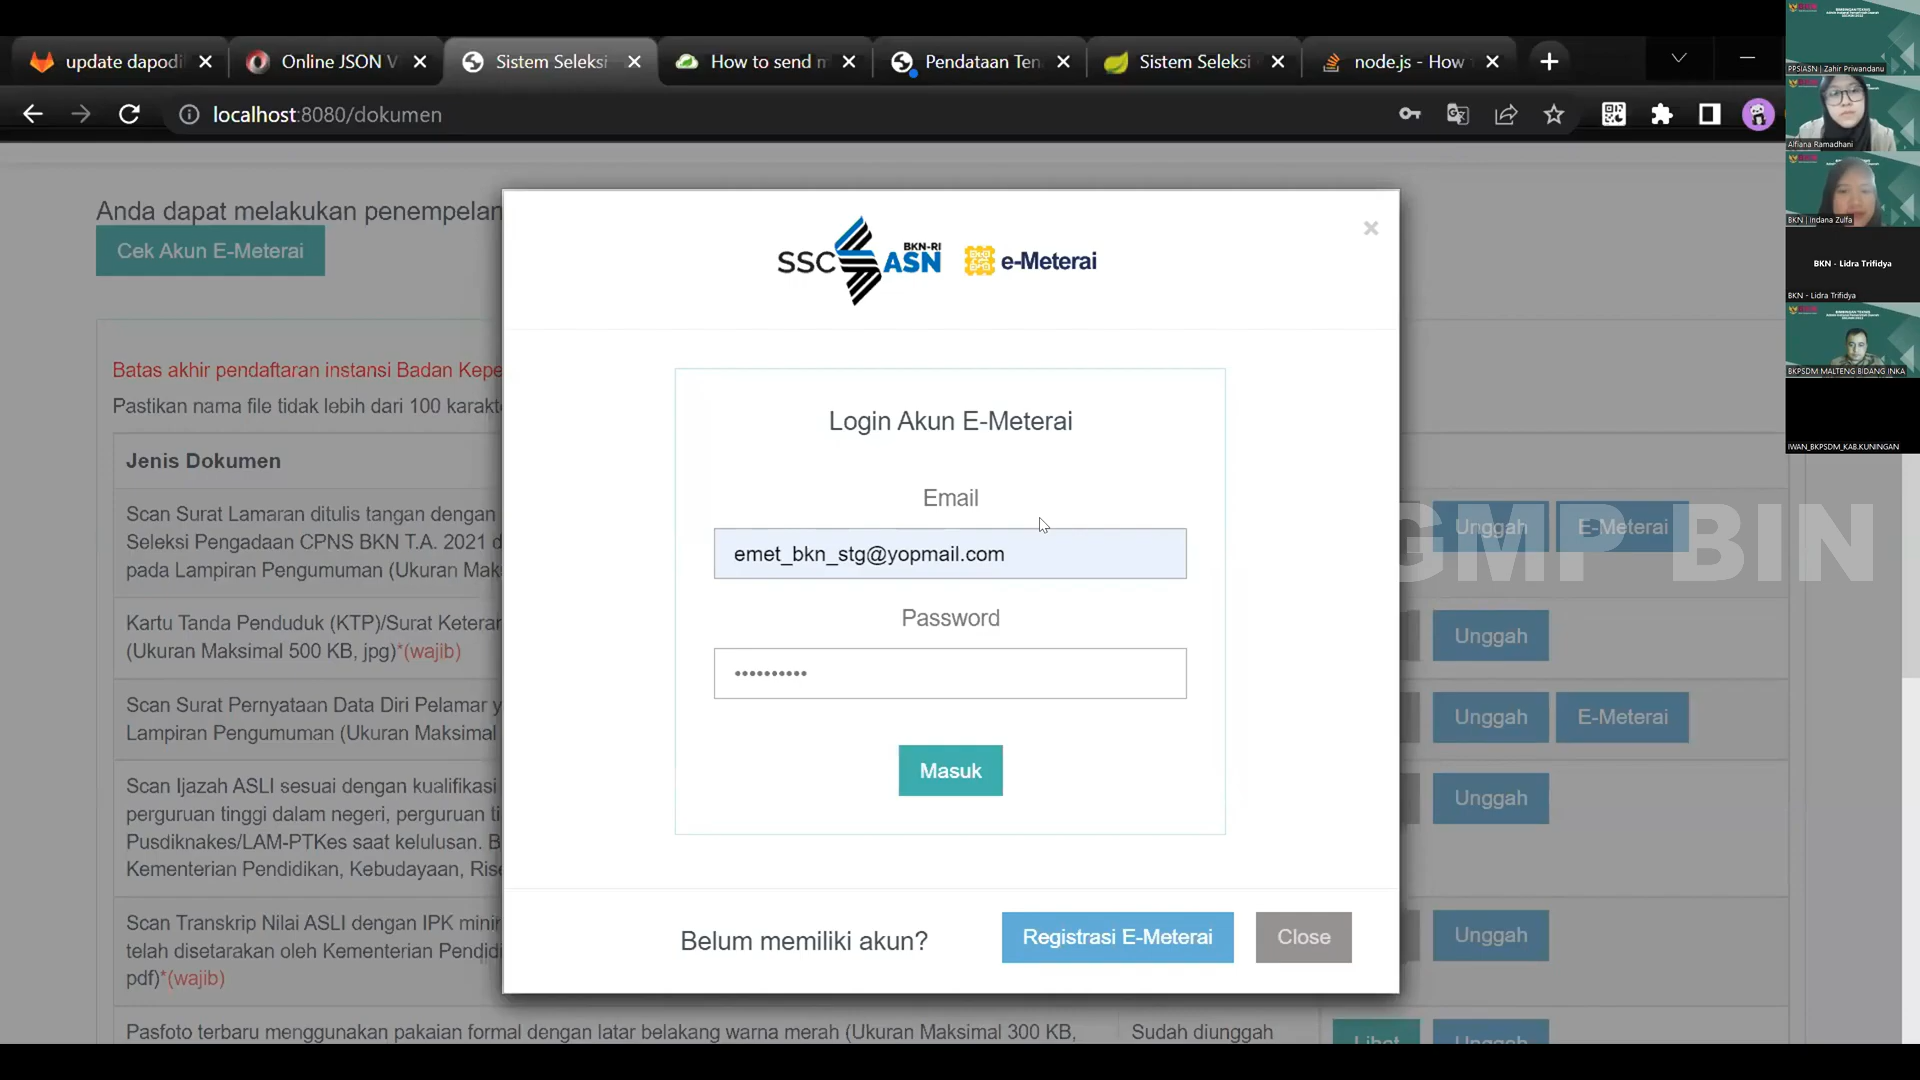 update dapodi
Online JSON V
Sistem Seleksi
How to send m
Pendataan Ten
Sistem Seleksi
node.js - How
localhost:8080/dokumen
PPSIASN | Zahir Priwandanu
Alfiana Ramadhani
BKN | Indana Zulfa
BKN - Lidra Trifidya
BKN - Lidra Trifidya
BKPSDM MALTENG BIDANG INKA
IWAN_BKPSDM_KAB.KUNINGAN
Anda dapat melakukan penempelan
Cek Akun E-Meterai
SSC ASN BKN-RI
e-Meterai
×
Batas akhir pendaftaran instansi Badan Kepe
Pastikan nama file tidak lebih dari 100 karakt
Login Akun E-Meterai
Email
emet_bkn_stg@yopmail.com
Password
••••••••••
Masuk
Belum memiliki akun?
Registrasi E-Meterai
Close
Jenis Dokumen
Scan Surat Lamaran ditulis tangan dengan
Seleksi Pengadaan CPNS BKN T.A. 2021 d
pada Lampiran Pengumuman (Ukuran Mak
Unggah
E-Meterai
GMP BIN
Kartu Tanda Penduduk (KTP)/Surat Keteran
(Ukuran Maksimal 500 KB, jpg)*(wajib)
Unggah
Scan Surat Pernyataan Data Diri Pelamar y
Lampiran Pengumuman (Ukuran Maksimal
Unggah
E-Meterai
Scan Ijazah ASLI sesuai dengan kualifikasi
perguruan tinggi dalam negeri, perguruan ti
Pusdiknakes/LAM-PTKes saat kelulusan. B
Kementerian Pendidikan, Kebudayaan, Rise
Unggah
Scan Transkrip Nilai ASLI dengan IPK minin
telah disetarakan oleh Kementerian Pendidi
pdf)*(wajib)
Unggah
Pasfoto terbaru menggunakan pakaian formal dengan latar belakang warna merah (Ukuran Maksimal 300 KB,
Sudah diunggah
Lihat
Unggah